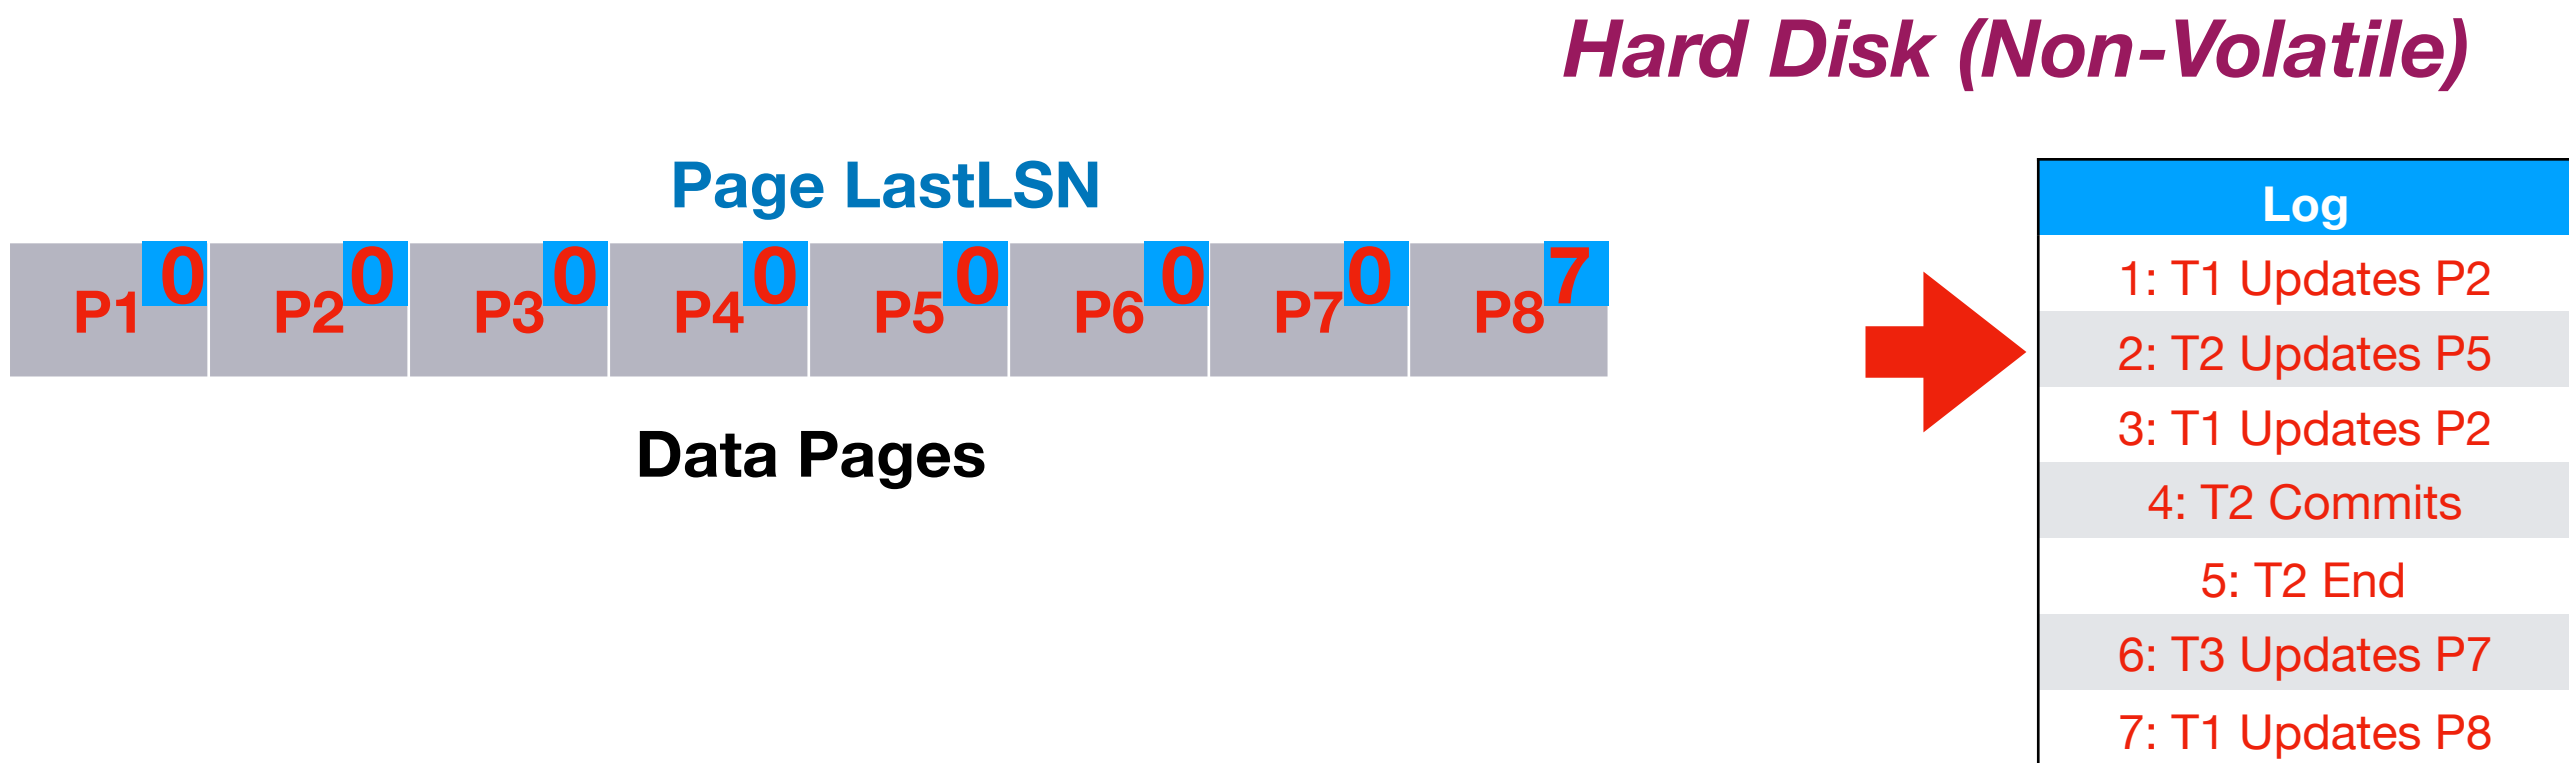 Hard Disk (Non-Volatile)
Page LastLSN
P1 0 P2 0 P3 0 P4 0 P5 0 P6 0 P7 0 P8 7
Data Pages
Log
1: T1 Updates P2
2: T2 Updates P5
3: T1 Updates P2
4: T2 Commits
5: T2 End
6: T3 Updates P7
7: T1 Updates P8